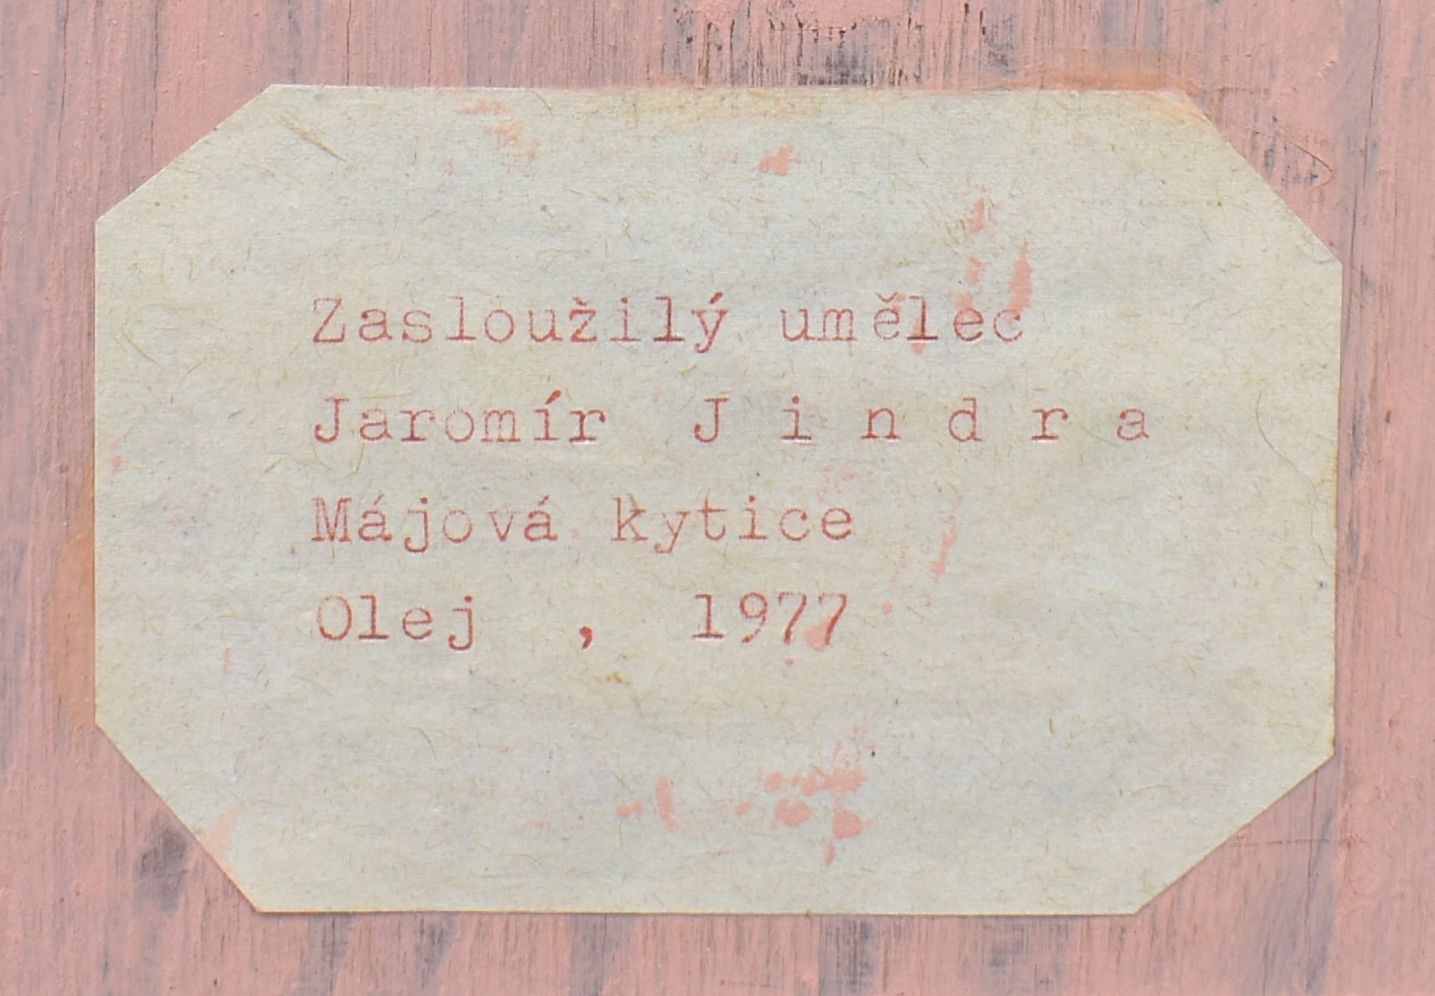 Zasloužilý umělec
Jaromír J i n d r a
Májová kytice
Olej , 1977